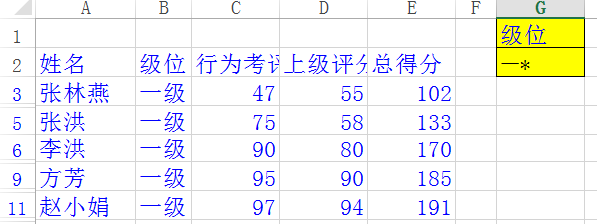 A B C D E F G
1 级位
2 姓名 级位 行为考评 上级评分 总得分 一*
3 张林燕 一级 47 55 102
5 张洪 一级 75 58 133
6 李洪 一级 90 80 170
9 方芳 一级 95 90 185
11 赵小娟 一级 97 94 191